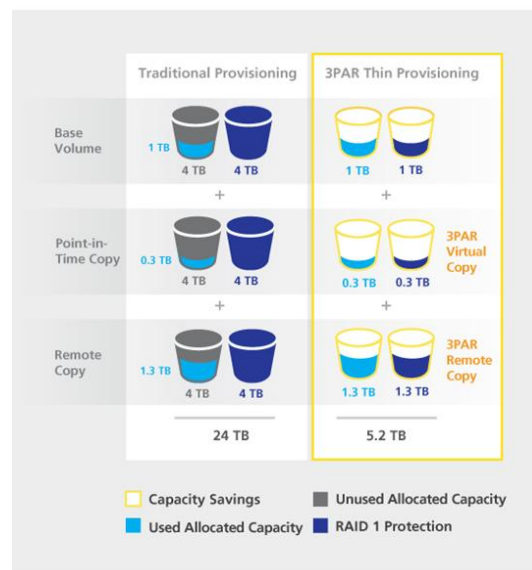 Traditional Provisioning
3PAR Thin Provisioning
Base
Volume
1 TB
4 TB
4 TB
1 TB
1 TB
+
+
Point-in-
Time Copy
0.3 TB
4 TB
4 TB
0.3 TB
0.3 TB
3PAR
Virtual
Copy
+
+
Remote
Copy
1.3 TB
4 TB
4 TB
1.3 TB
1.3 TB
3PAR
Remote
Copy
24 TB
5.2 TB
Capacity Savings
Unused Allocated Capacity
Used Allocated Capacity
RAID 1 Protection